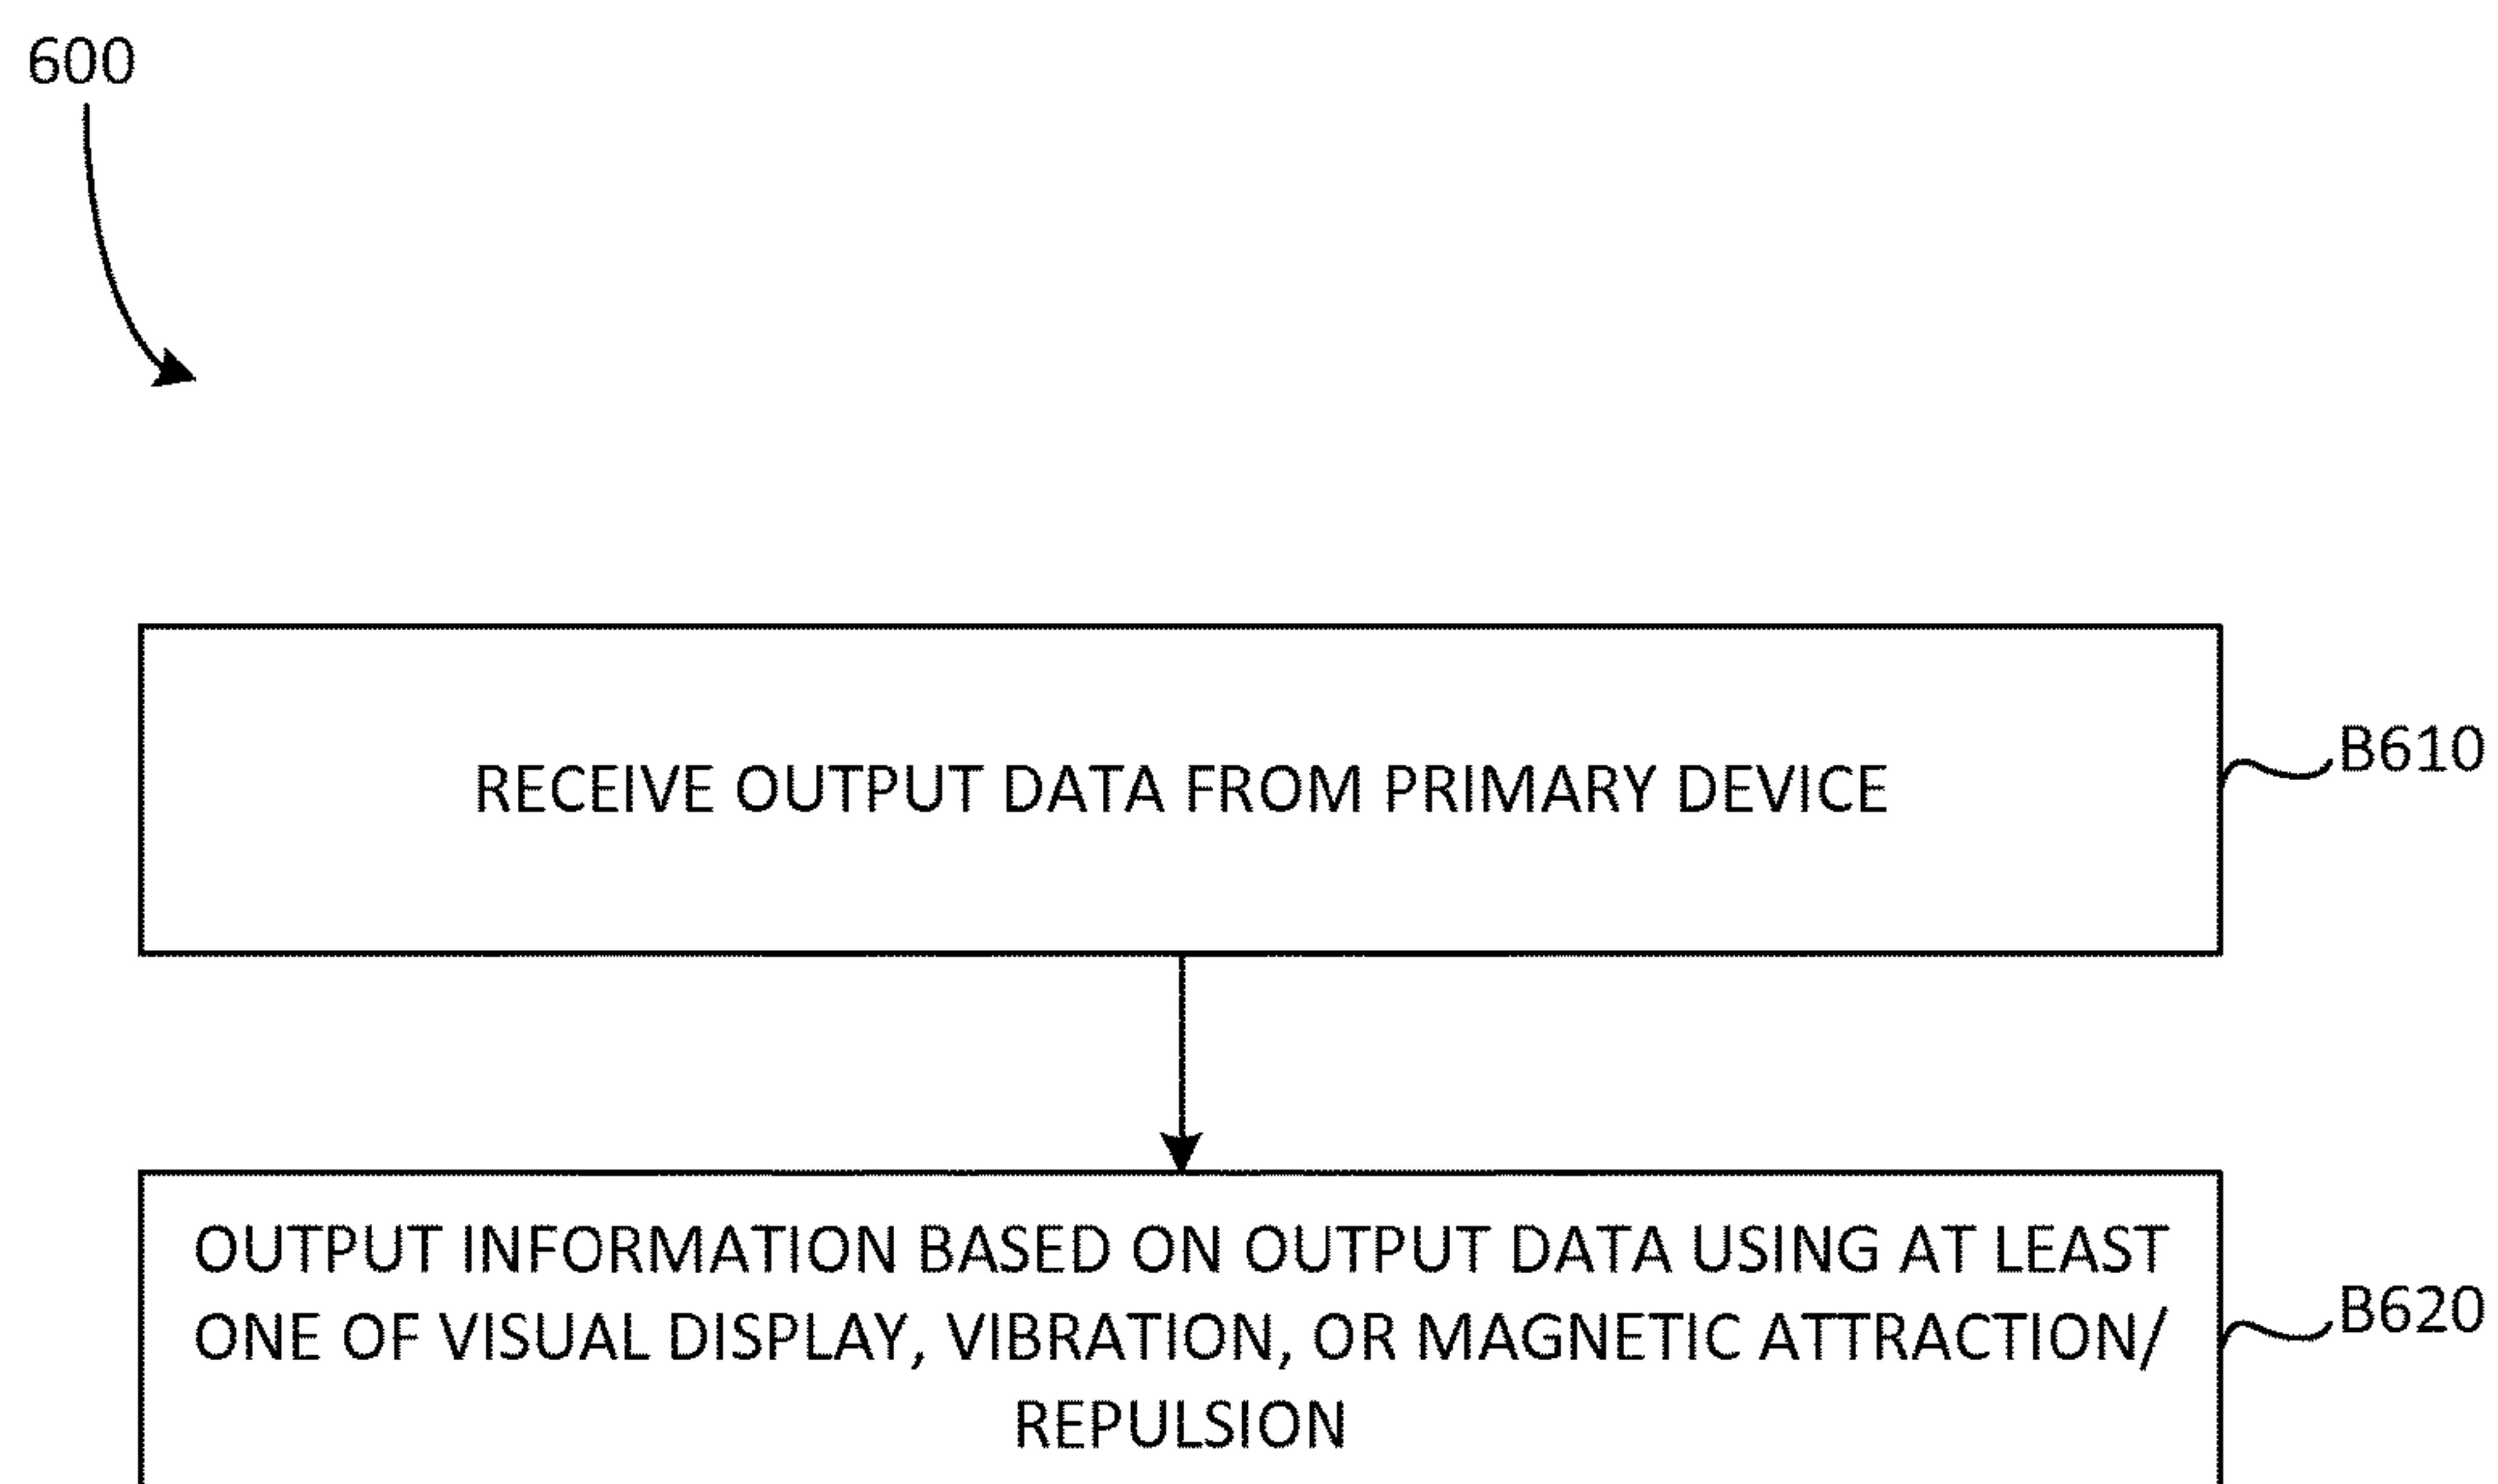 600
RECEIVE OUTPUT DATA FROM PRIMARY DEVICE
B610
OUTPUT INFORMATION BASED ON OUTPUT DATA USING AT LEAST
ONE OF VISUAL DISPLAY, VIBRATION, OR MAGNETIC ATTRACTION/
REPULSION
B620